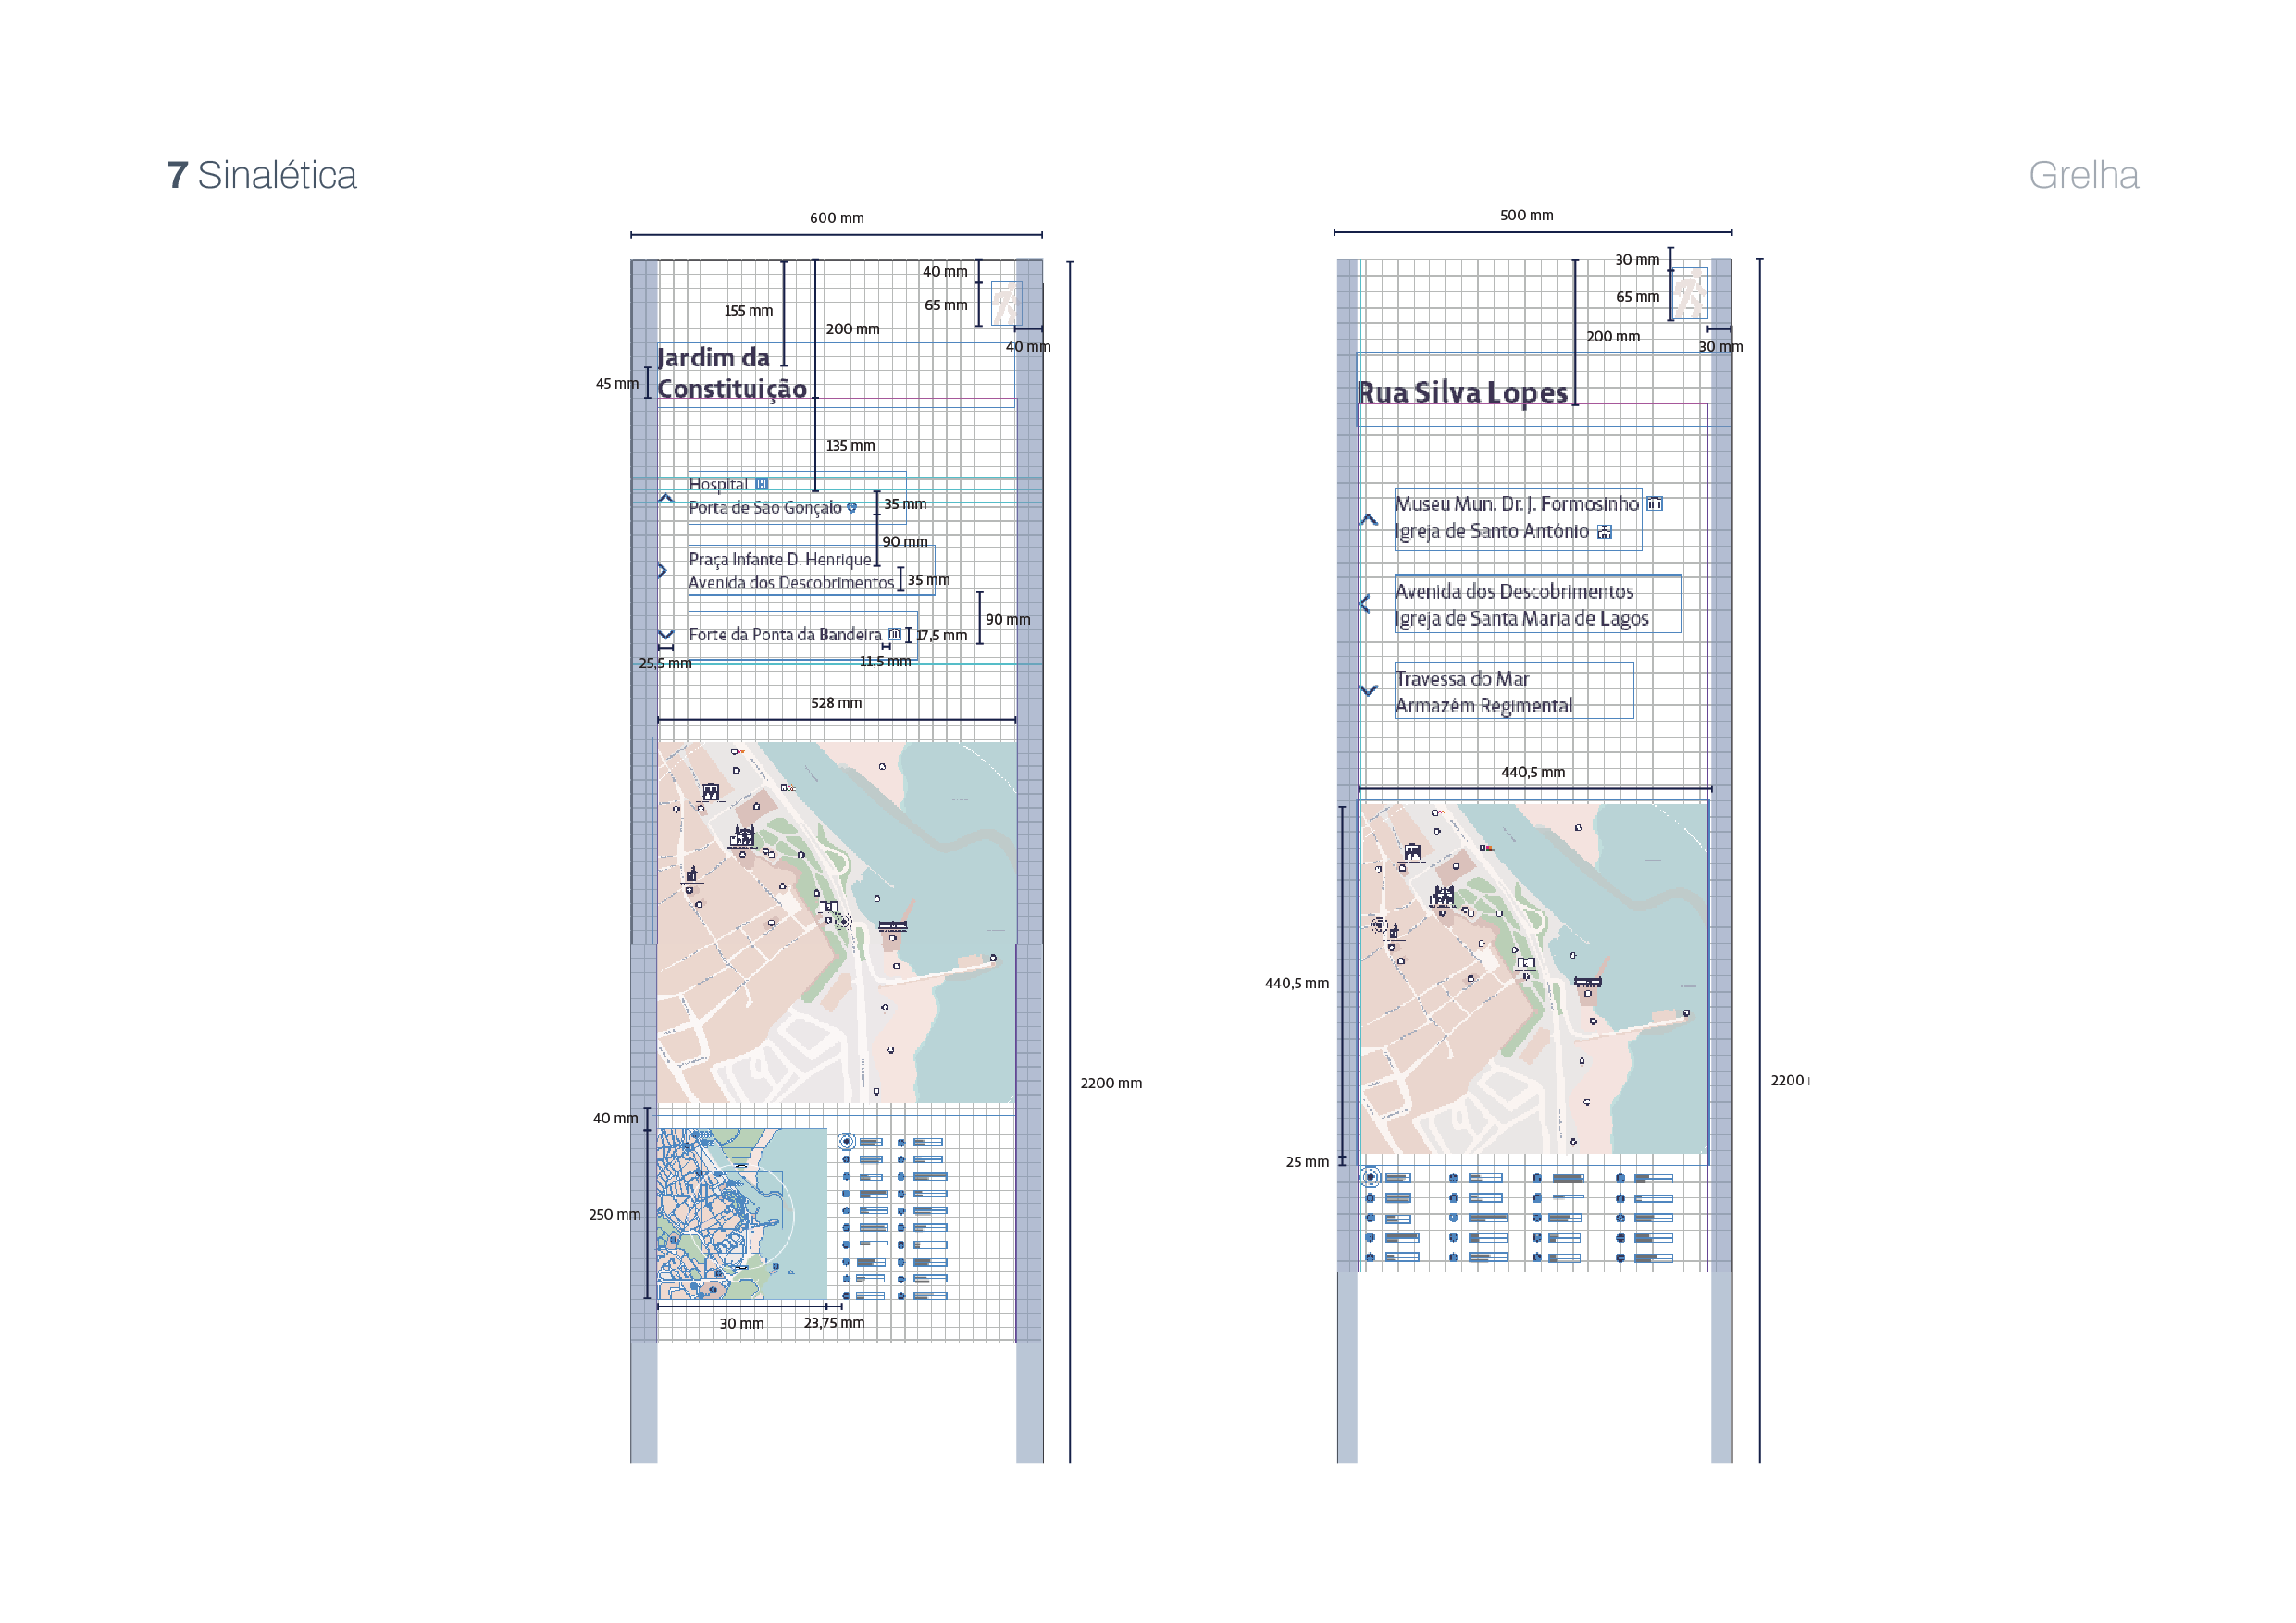 7 Sinalética
Grelha
600 mm
40 mm
65 mm
155 mm
200 mm
40 mm
Jardim da
Constituição
45 mm
135 mm
Hospital
Porta de São Gonçalo
35 mm
90 mm
Praça Infante D. Henrique
Avenida dos Descobrimentos
35 mm
90 mm
Forte da Ponta da Bandeira
17,5 mm
25,5 mm
11,5 mm
528 mm
2200 mm
40 mm
250 mm
30 mm
23,75 mm
500 mm
30 mm
65 mm
200 mm
30 mm
Rua Silva Lopes
Museu Mun. Dr. J. Formosinho
Igreja de Santo António
Avenida dos Descobrimentos
Igreja de Santa Maria de Lagos
Travessa do Mar
Armazém Regimental
440,5 mm
440,5 mm
25 mm
2200